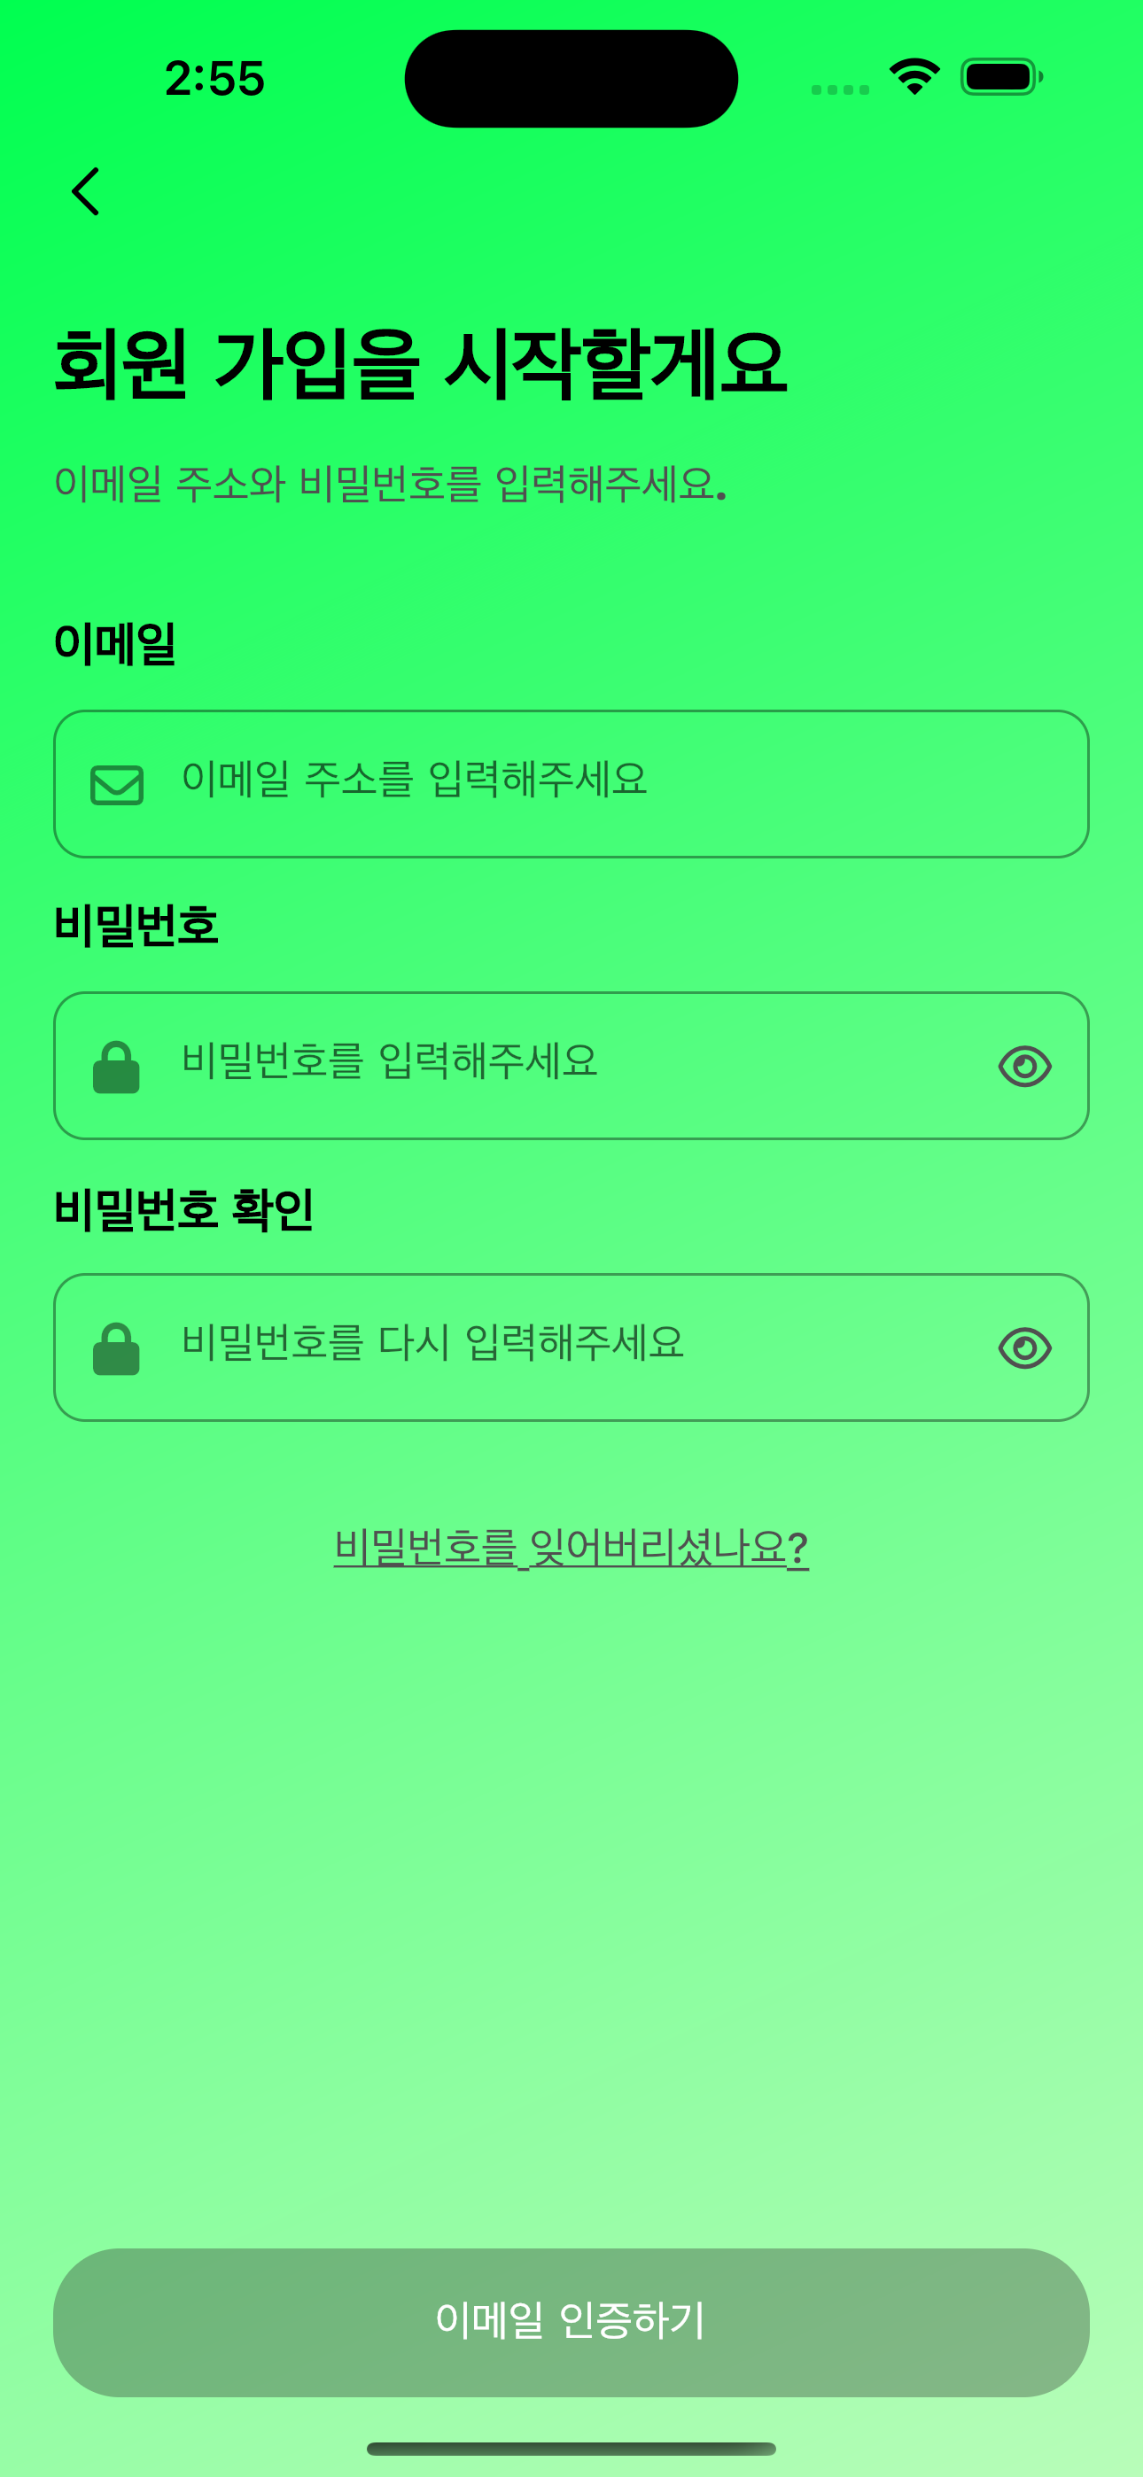 2:55
회원 가입을 시작할게요
이메일 주소와 비밀번호를 입력해주세요.
이메일
이메일 주소를 입력해주세요
비밀번호
비밀번호를 입력해주세요
비밀번호 확인
비밀번호를 다시 입력해주세요
비밀번호를 잊어버리셨나요?
이메일 인증하기